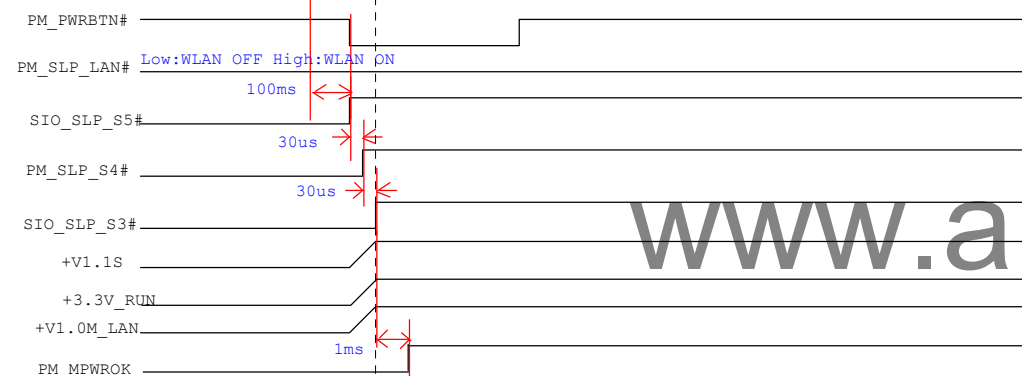 PM_PWRBTN#
Low:WLAN OFF High:WLAN ON
PM_SLP_LAN#
100ms
SIO_SLP_S5#
30us
PM_SLP_S4#
30us
SIO_SLP_S3#
www.a
+V1.1S
+3.3V_RUN
+V1.0M_LAN
1ms
PM_MPWROK